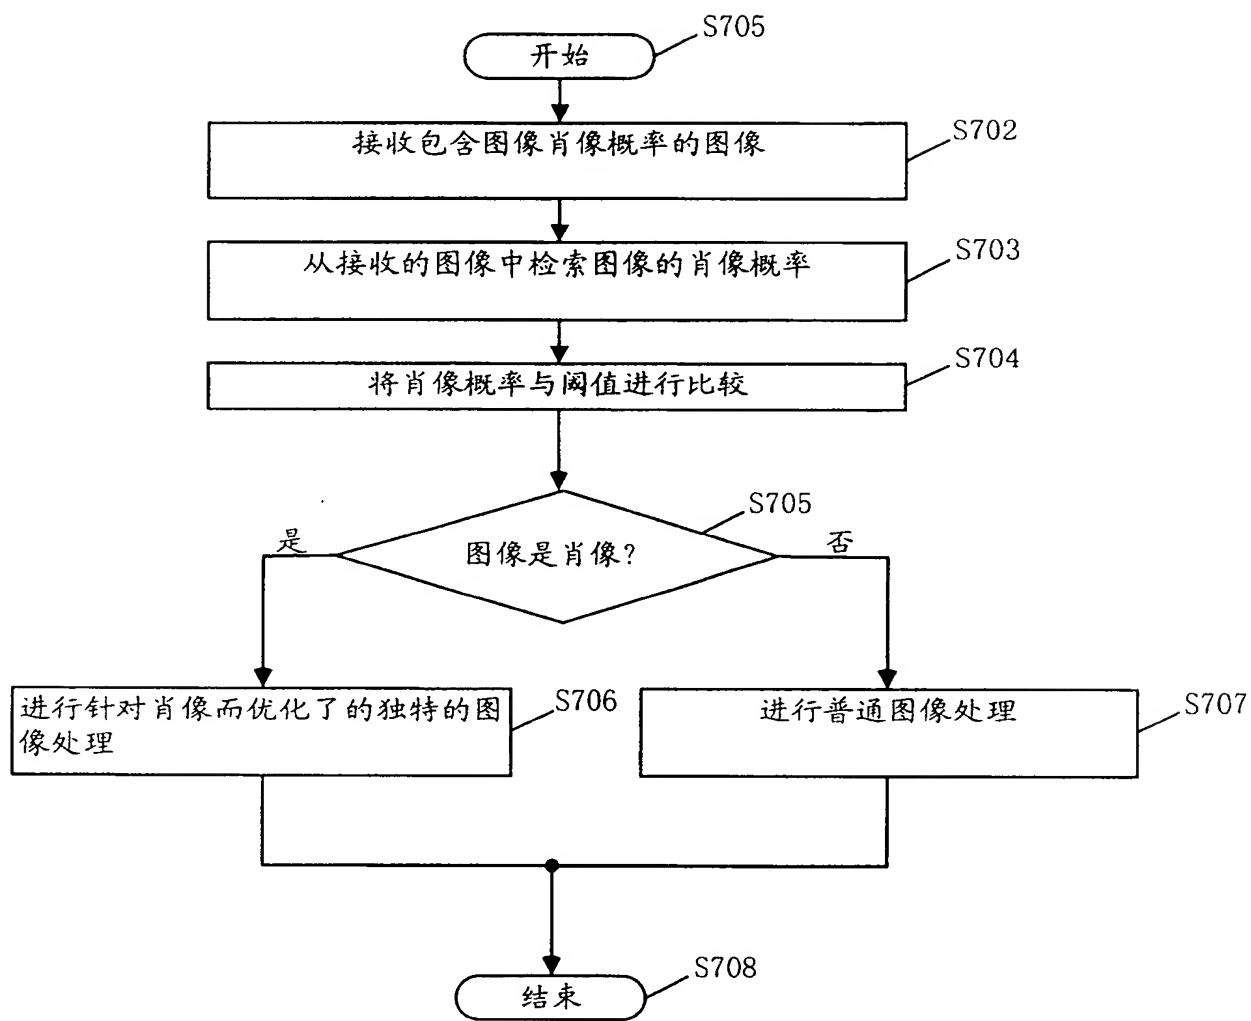 S705
开始
接收包含图像肖像概率的图像
S702
从接收的图像中检索图像的肖像概率
S703
将肖像概率与阈值进行比较
S704
S705
图像是肖像?
是
否
进行针对肖像而优化了的独特的图
像处理
S706
进行普通图像处理
S707
S708
结束